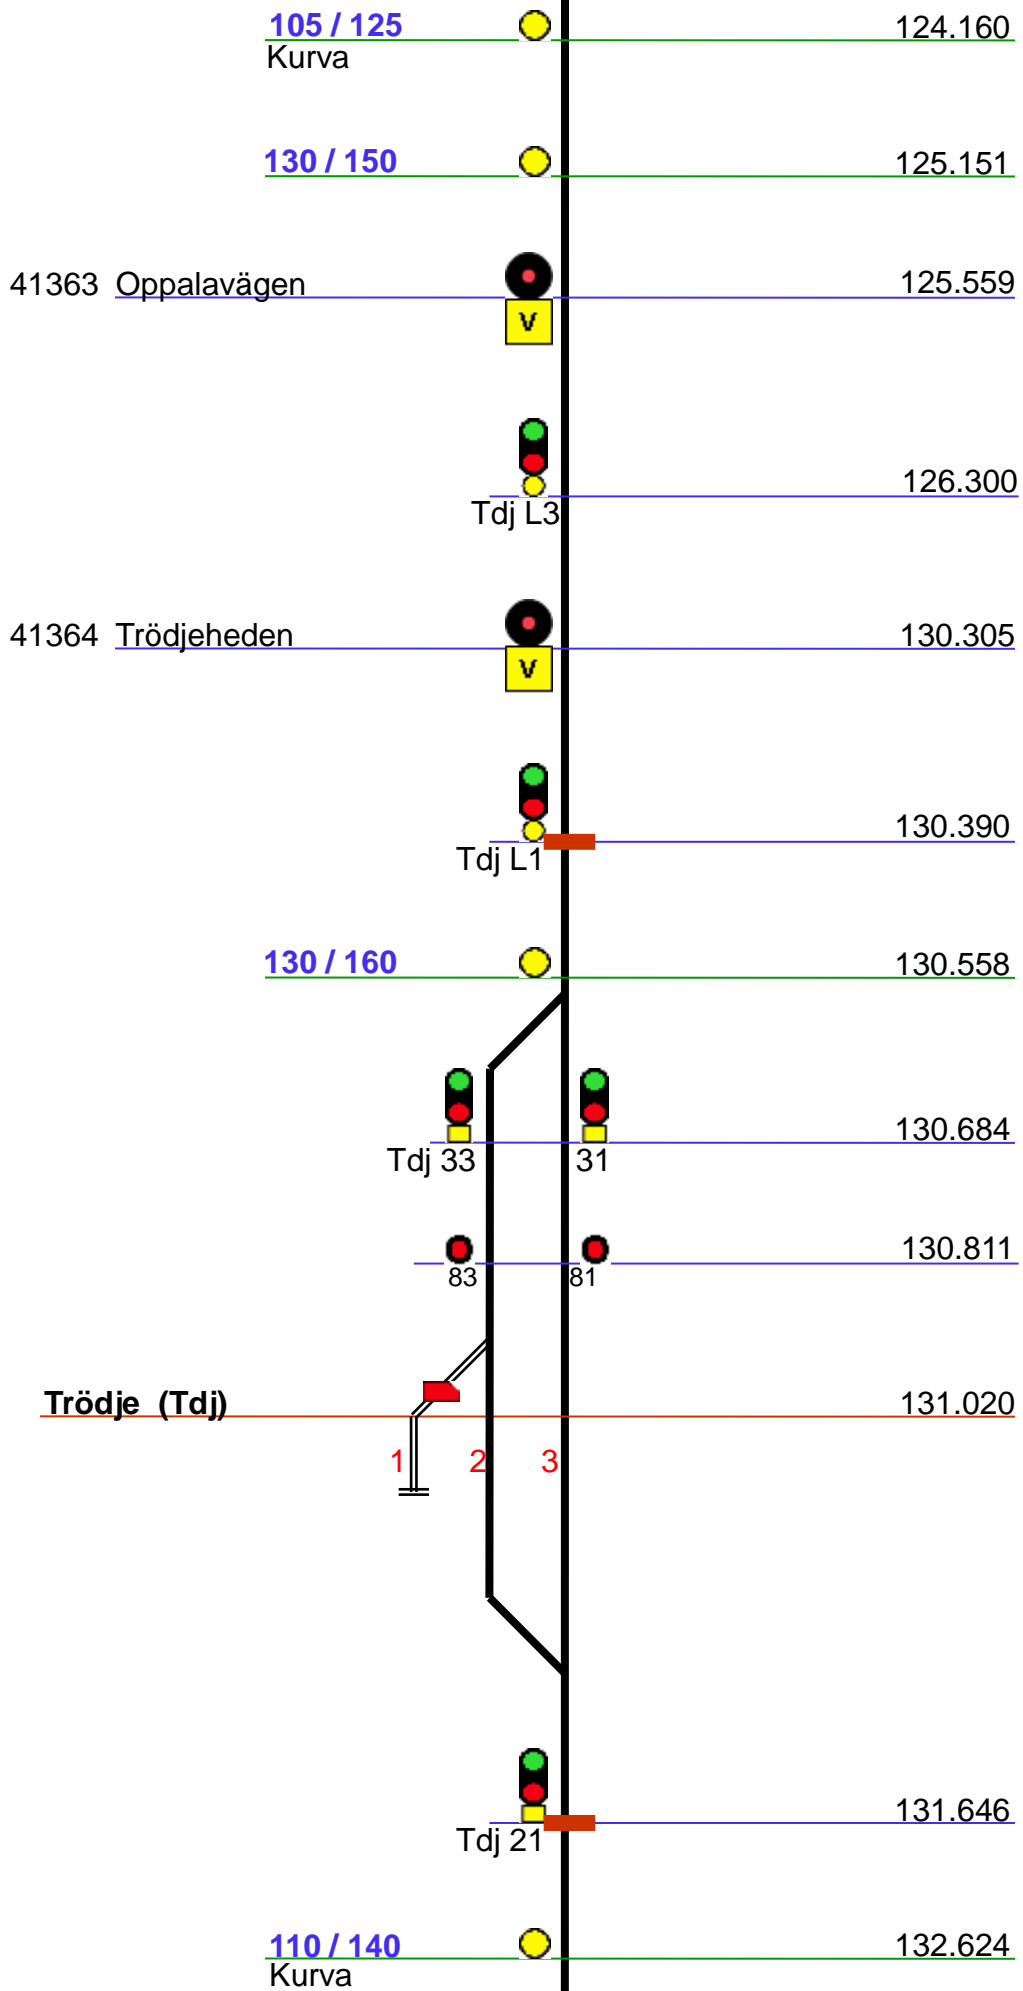 105 / 125 124.160
Kurva
130 / 150 125.151
41363 Oppalavägen 125.559
V
126.300
Tdj L3
41364 Trödjeheden 130.305
V
130.390
Tdj L1
130 / 160 130.558
130.684
Tdj 33 31
130.811
83 81
Trödje (Tdj) 131.020
1 2 3
131.646
Tdj 21
110 / 140 132.624
Kurva